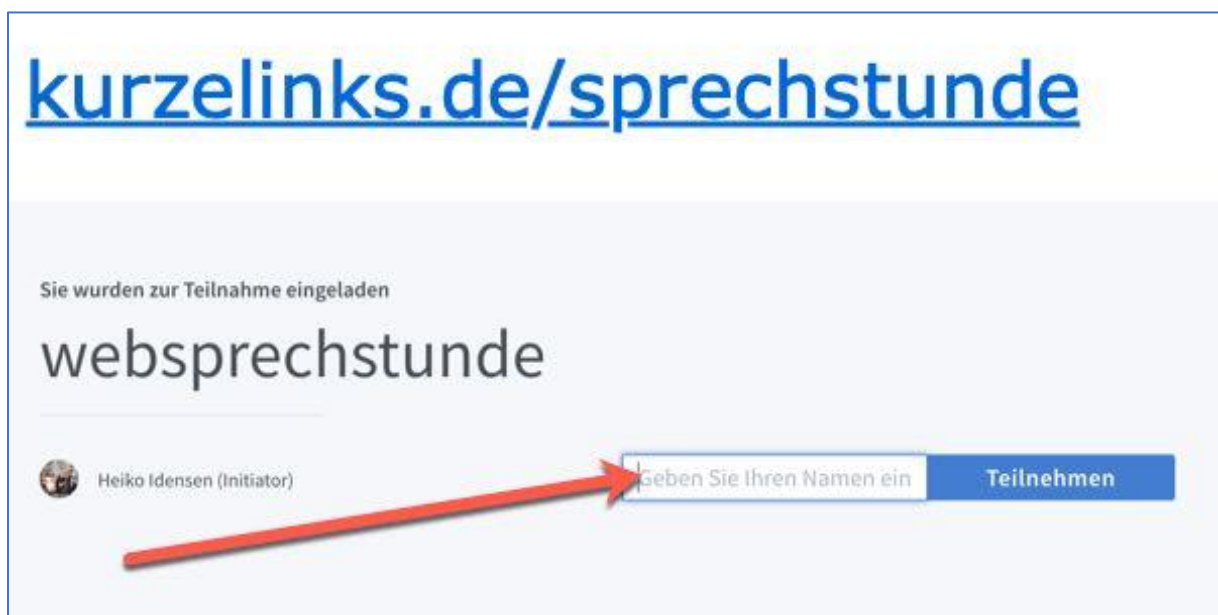 kurzelinks.de/sprechstunde
Sie wurden zur Teilnahme eingeladen
websprechstunde
Heiko Idensen (Initiator)
Geben Sie Ihren Namen ein
Teilnehmen